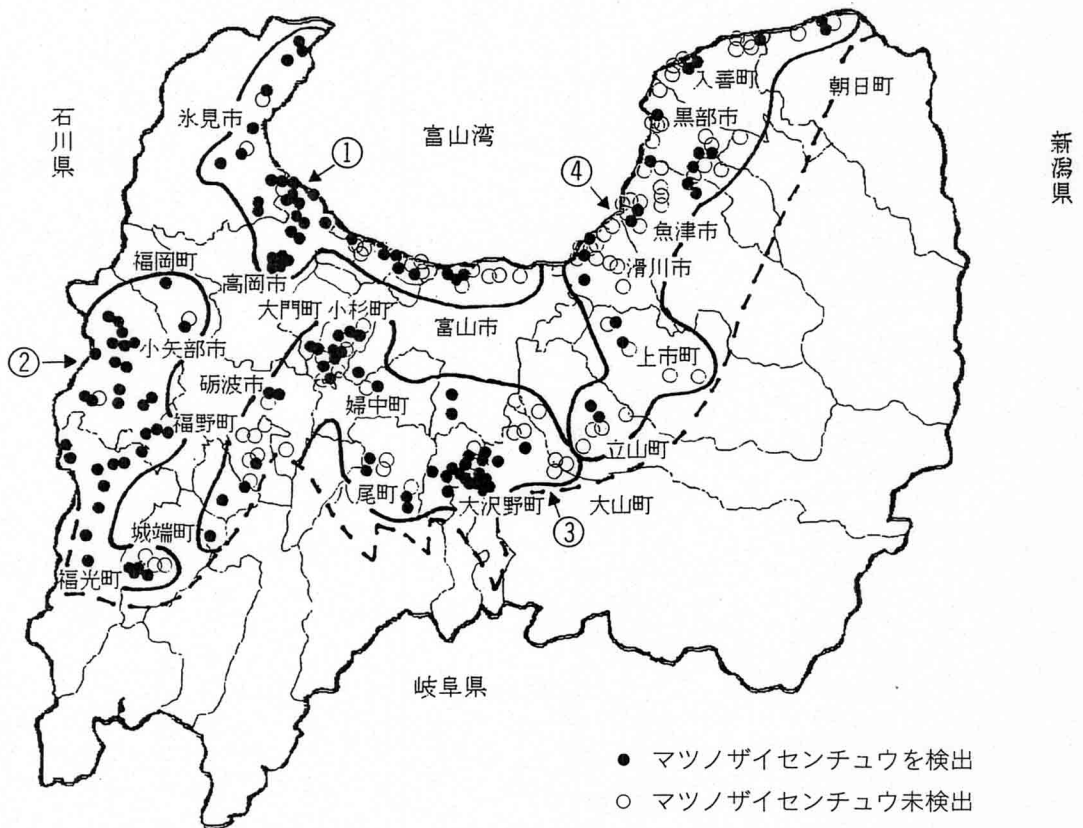 石川県
富山湾
新潟県
岐阜県
氷見市
①
入善町
朝日町
黒部市
④
魚津市
滑川市
福岡町
高岡市
大門町
小杉町
富山市
上市町
②
小矢部市
砺波市
婦中町
福野町
立山町
八尾町
大沢野町
大山町
③
城端町
福光町
● マツノザイセンチュウを検出
○ マツノザイセンチュウ未検出